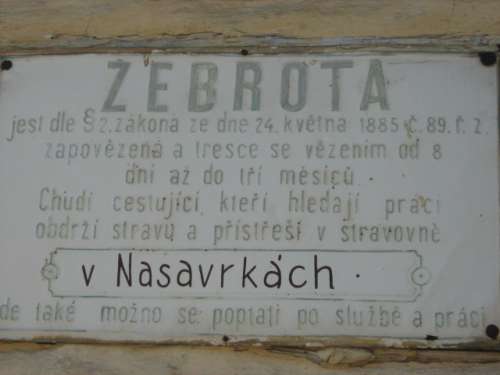 ŽEBROTA
jest dle § 2. zákona ze dne 24. května 1885 č. 89. ř. z.
zapovězená a tresce se vězením od 8
dní až do tří měsíců.
Chudí cestující, kteří hledají práci
obdrží stravu a přístřeší v stravovně
v Nasavrkách.
de také možno se poptati po službě a práci